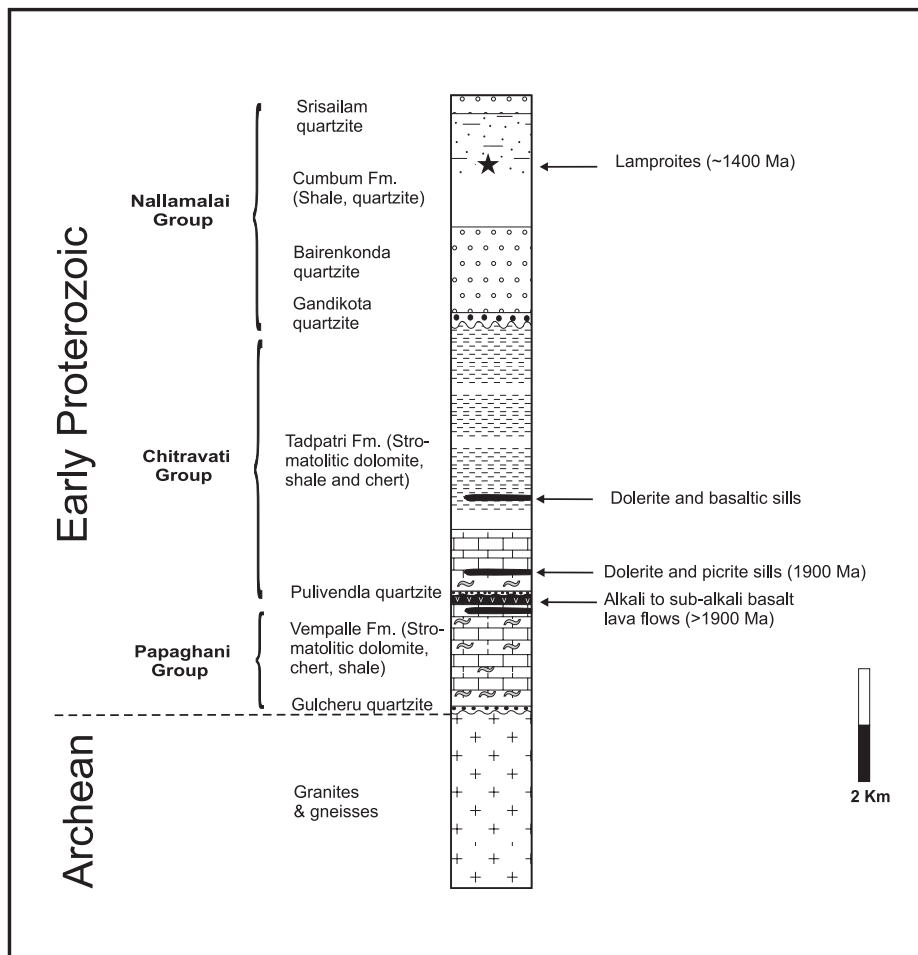 Early Proterozoic
Archean
Nallamalai
Group
Chitravati
Group
Papaghani
Group
Srisailam
quartzite
Cumbum Fm.
(Shale, quartzite)
Bairenkonda
quartzite
Gandikota
quartzite
Tadpatri Fm. (Stro-
matolitic dolomite,
shale and chert)
Pulivendla quartzite
Vempalle Fm. (Stro-
matolitic dolomite,
chert, shale)
Gulcheru quartzite
Granites
& gneisses
Lamproites (~1400 Ma)
Dolerite and basaltic sills
Dolerite and picrite sills (1900 Ma)
Alkali to sub-alkali basalt
lava flows (>1900 Ma)
2 Km